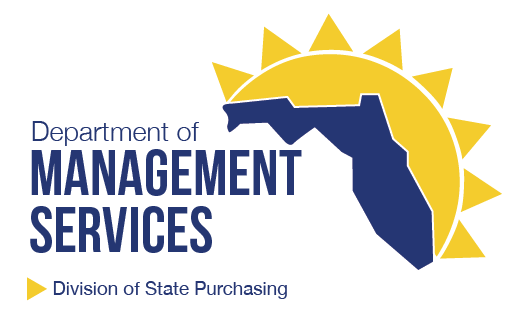 Department of
MANAGEMENT
SERVICES
Division of State Purchasing